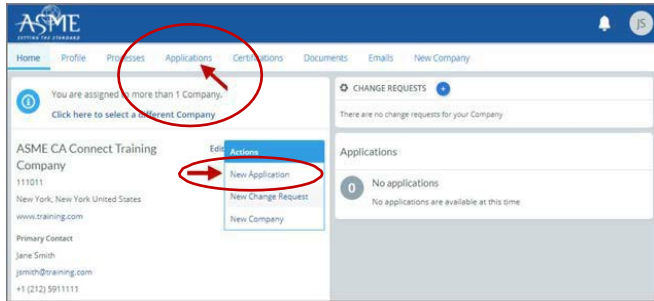 ASME
SETTING THE STANDARD
JS
Home Profile Processes Applications Certifications Documents Emails New Company
You are assigned to more than 1 Company.
Click here to select a different Company
CHANGE REQUESTS +
There are no change requests for your Company
ASME CA Connect Training
Company
111011
New York, New York United States
www.training.com
Primary Contact
Jane Smith
jsmith@training.com
+1 (212) 5911111
Edit
Actions
New Application
New Change Request
New Company
Applications
0
No applications
No applications are available at this time